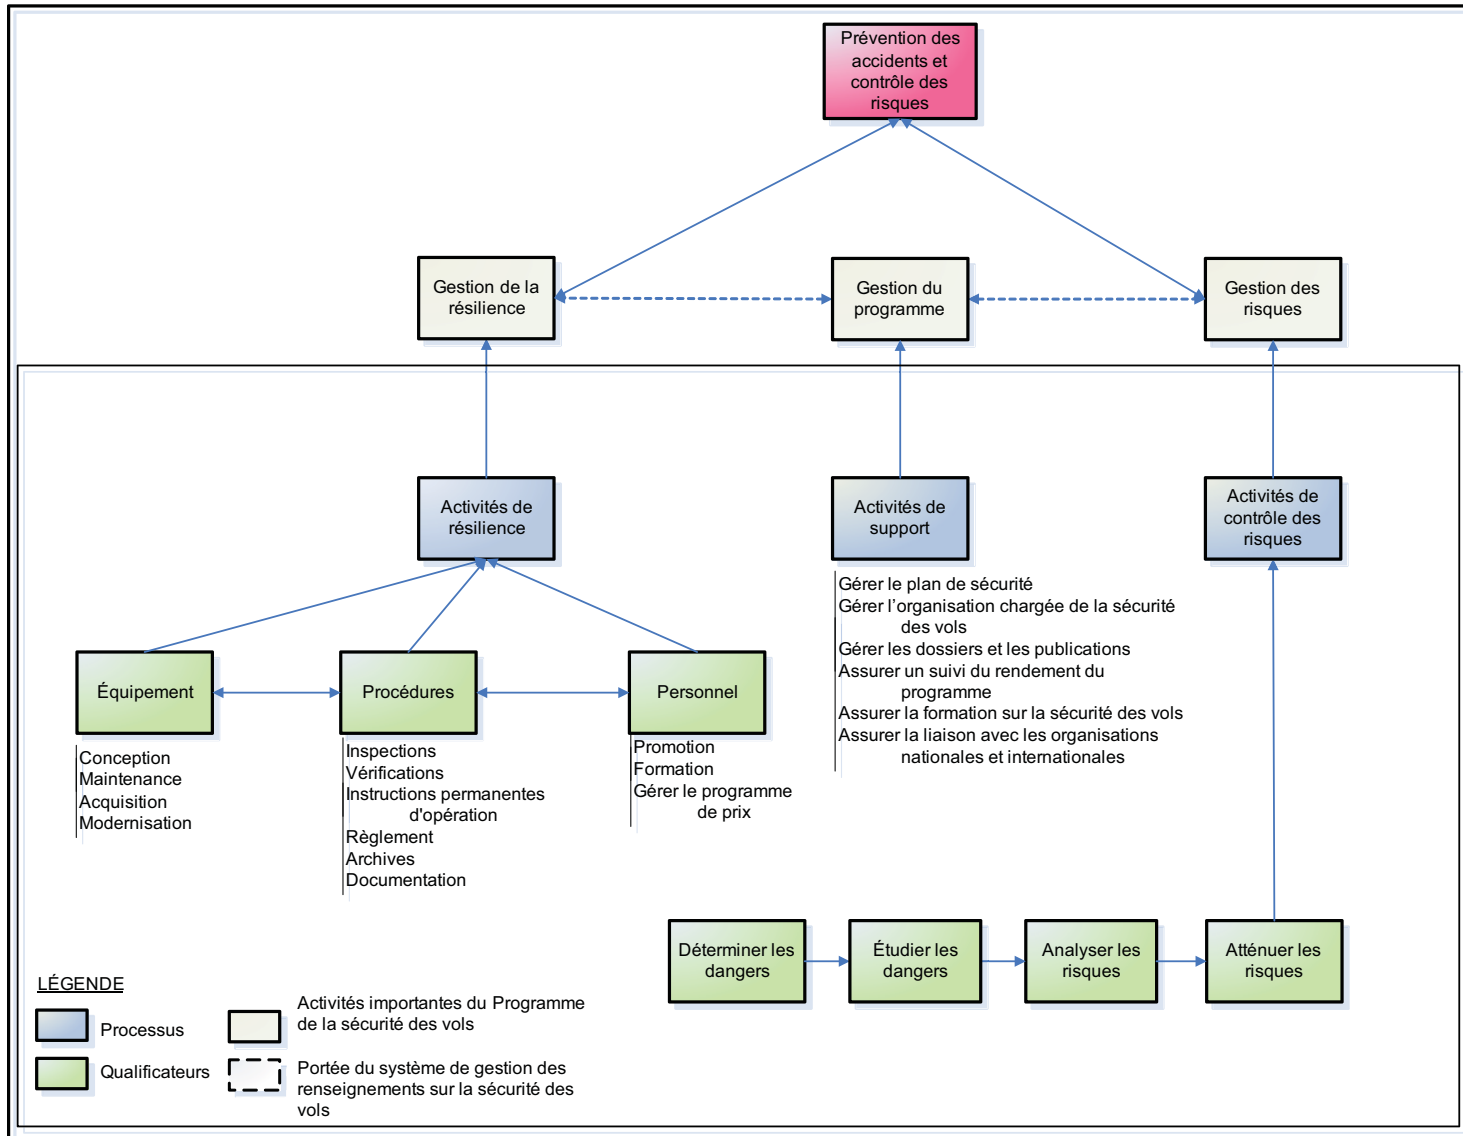 Prévention des
accidents et
contrôle des
risques
Gestion de la
résilience
Gestion du
programme
Gestion des
risques
Activités de
résilience
Activités de
support
Activités de
contrôle des
risques
Gérer le plan de sécurité
Gérer l’organisation chargée de la sécurité
des vols
Gérer les dossiers et les publications
Assurer un suivi du rendement du
programme
Assurer la formation sur la sécurité des vols
Assurer la liaison avec les organisations
nationales et internationales
Équipement
Procédures
Personnel
Conception
Maintenance
Acquisition
Modernisation
Inspections
Vérifications
Instructions permanentes
d'opération
Règlement
Archives
Documentation
Promotion
Formation
Gérer le programme
de prix
Déterminer les
dangers
Étudier les
dangers
Analyser les
risques
Atténuer les
risques
LÉGENDE
Processus
Qualificateurs
Activités importantes du Programme
de la sécurité des vols
Portée du système de gestion des
renseignements sur la sécurité des
vols